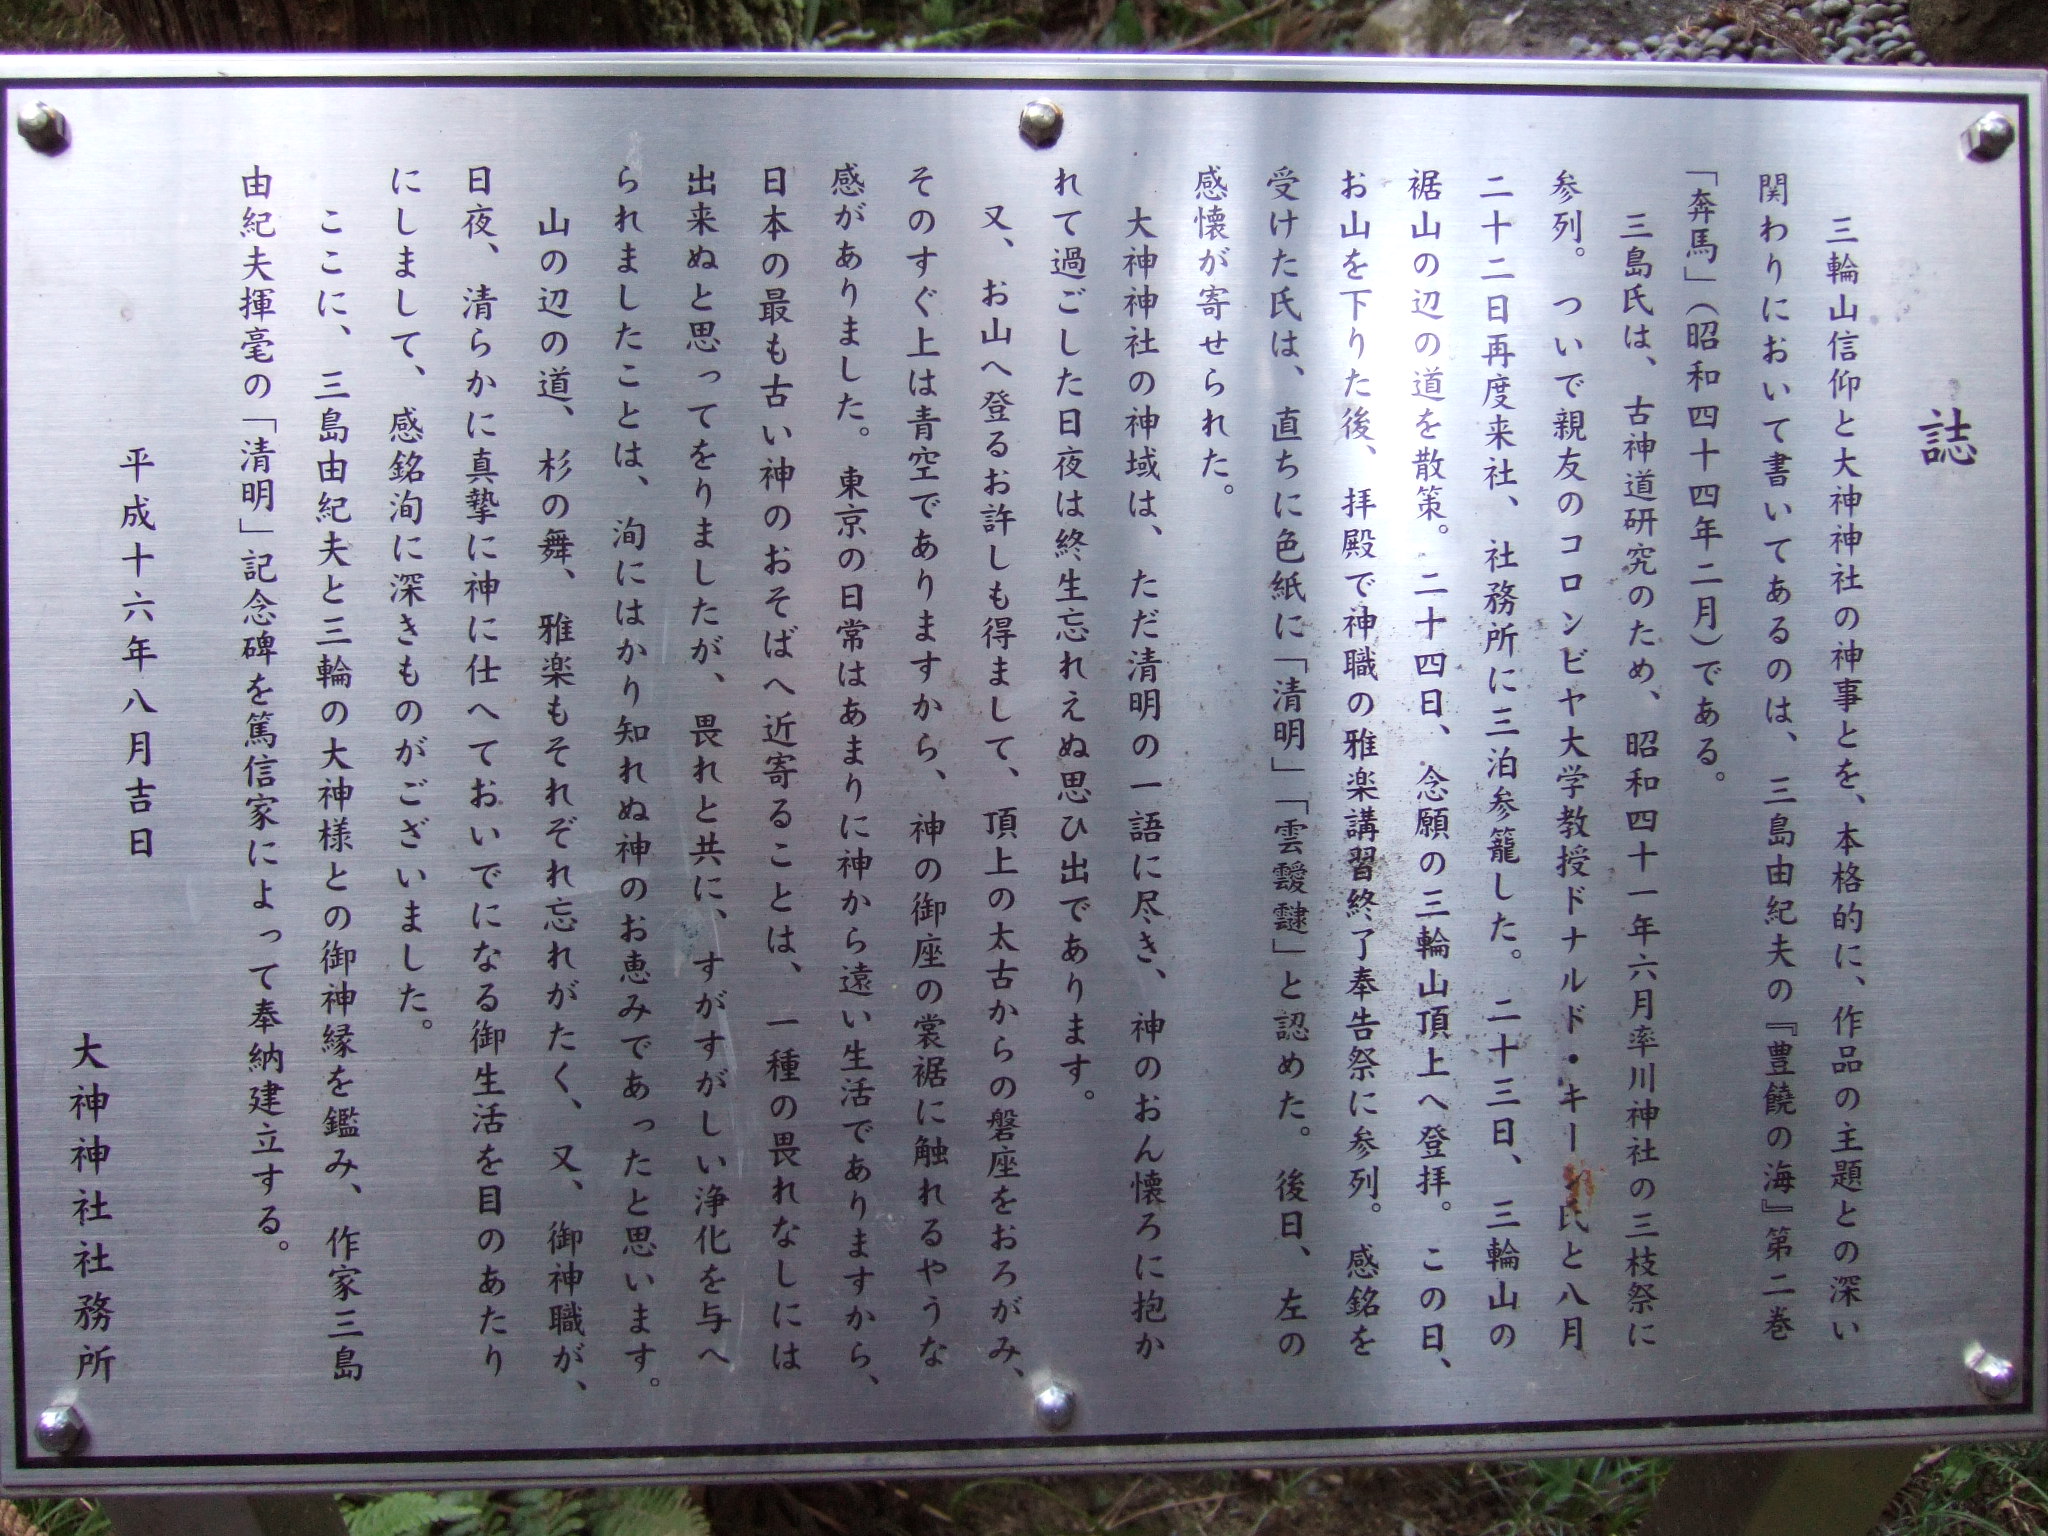 誌
三輪山信仰と大神神社の神事とを、本格的に、作品の主題との深い
関わりにおいて書いてあるのは、三島由紀夫の『豊饒の海』第二巻
「奔馬」(昭和四十四年二月)である。
三島氏は、古神道研究のため、昭和四十一年六月率川神社の三枝祭に
参列。ついで親友のコロンビヤ大学教授ドナルド・キーン氏と八月
二十二日再度来社、社務所に三泊参籠した。二十三日、三輪山の
裾山の辺の道を散策。二十四日、念願の三輪山頂上へ登拝。この日、
お山を下りた後、拝殿で神職の雅楽講習終了奉告祭に参列。感銘を
受けた氏は、直ちに色紙に「清明」「雲靉靆」と認めた。後日、左の
感懐が寄せられた。
大神神社の神域は、ただ清明の一語に尽き、神のおん懐ろに抱か
れて過ごした日夜は終生忘れえぬ思ひ出であります。
又、お山へ登るお許しも得まして、頂上の太古からの磐座をおろがみ、
そのすぐ上は青空でありますから、神の御座の裳裾に触れるやうな
感がありました。東京の日常はあまりに神から遠い生活でありますから、
日本の最も古い神のおそばへ近寄ることは、一種の畏れなしには
出来ぬと思ってをりましたが、畏れと共に、すがすがしい浄化を与へ
られましたことは、洵にはかり知れぬ神のお恵みであったと思います。
山の辺の道、杉の舞、雅楽もそれぞれ忘れがたく、又、御神職が、
日夜、清らかに真摯に神に仕へておいでになる御生活を目のあたり
にしまして、感銘洵に深きものがございました。
ここに、三島由紀夫と三輪の大神様との御神縁を鑑み、作家三島
由紀夫揮毫の「清明」記念碑を篤信家によって奉納建立する。
平成十六年八月吉日
大神神社社務所